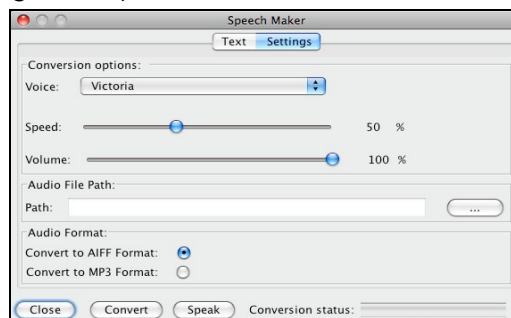 Speech Maker
Text Settings
Conversion options:
Voice: Victoria
Speed: 50 %
Volume: 100 %
Audio File Path:
Path: ...
Audio Format:
Convert to AIFF Format:
Convert to MP3 Format:
Close Convert Speak Conversion status: